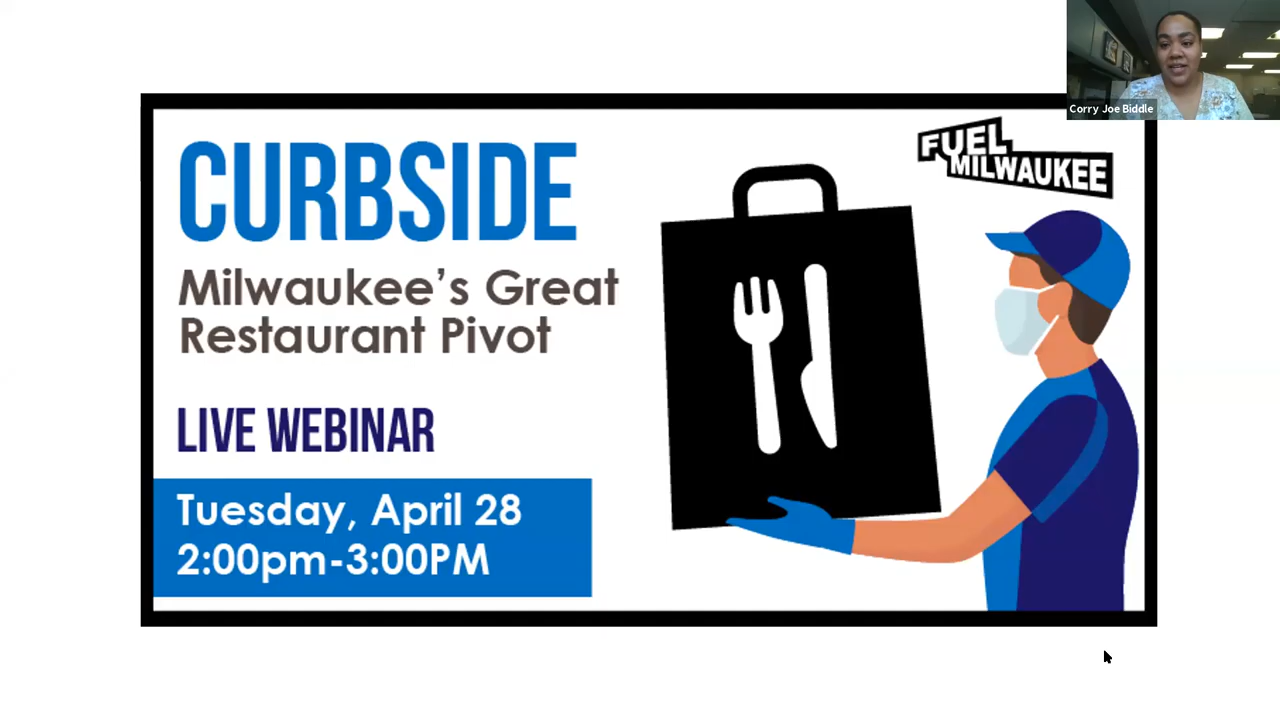 Corry Joe Biddle
FUEL
MILWAUKEE
CURBSIDE
Milwaukee's Great
Restaurant Pivot
LIVE WEBINAR
Tuesday, April 28
2:00pm-3:00PM